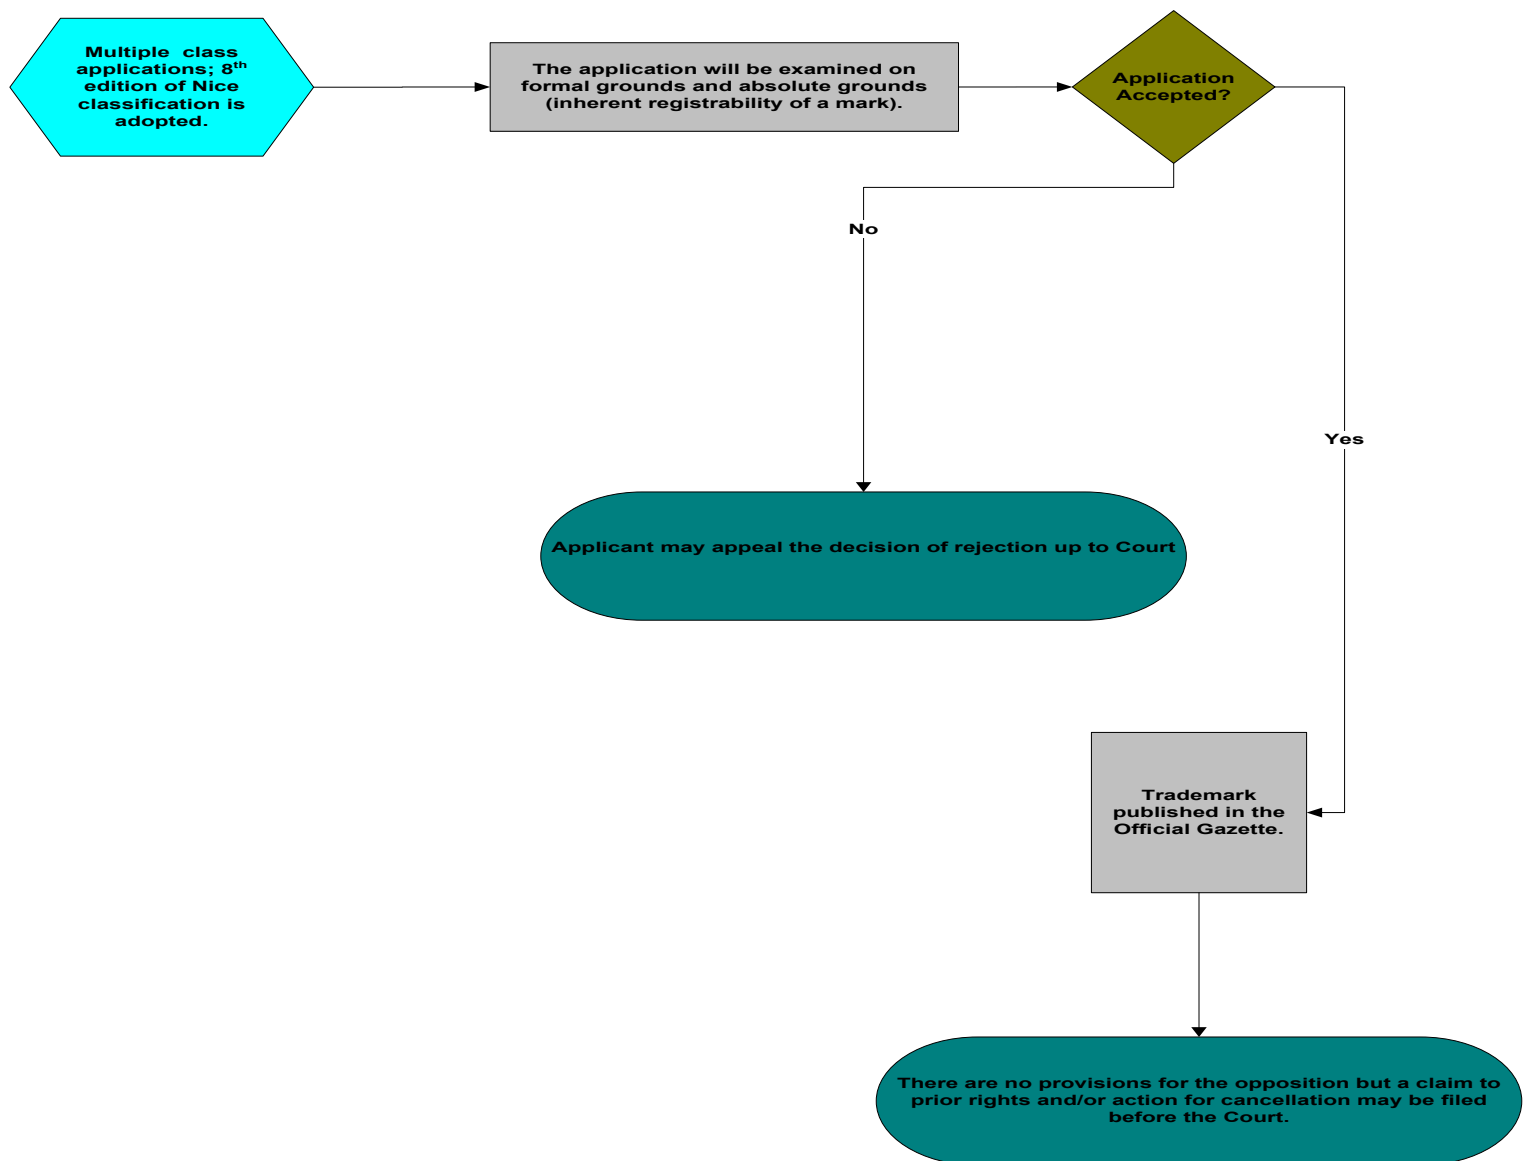 Multiple class
applications; 8th
edition of Nice
classification is
adopted.
The application will be examined on
formal grounds and absolute grounds
(inherent registrability of a mark).
Application
Accepted?
No
Yes
Applicant may appeal the decision of rejection up to Court
Trademark
published in the
Official Gazette.
There are no provisions for the opposition but a claim to
prior rights and/or action for cancellation may be filed
before the Court.